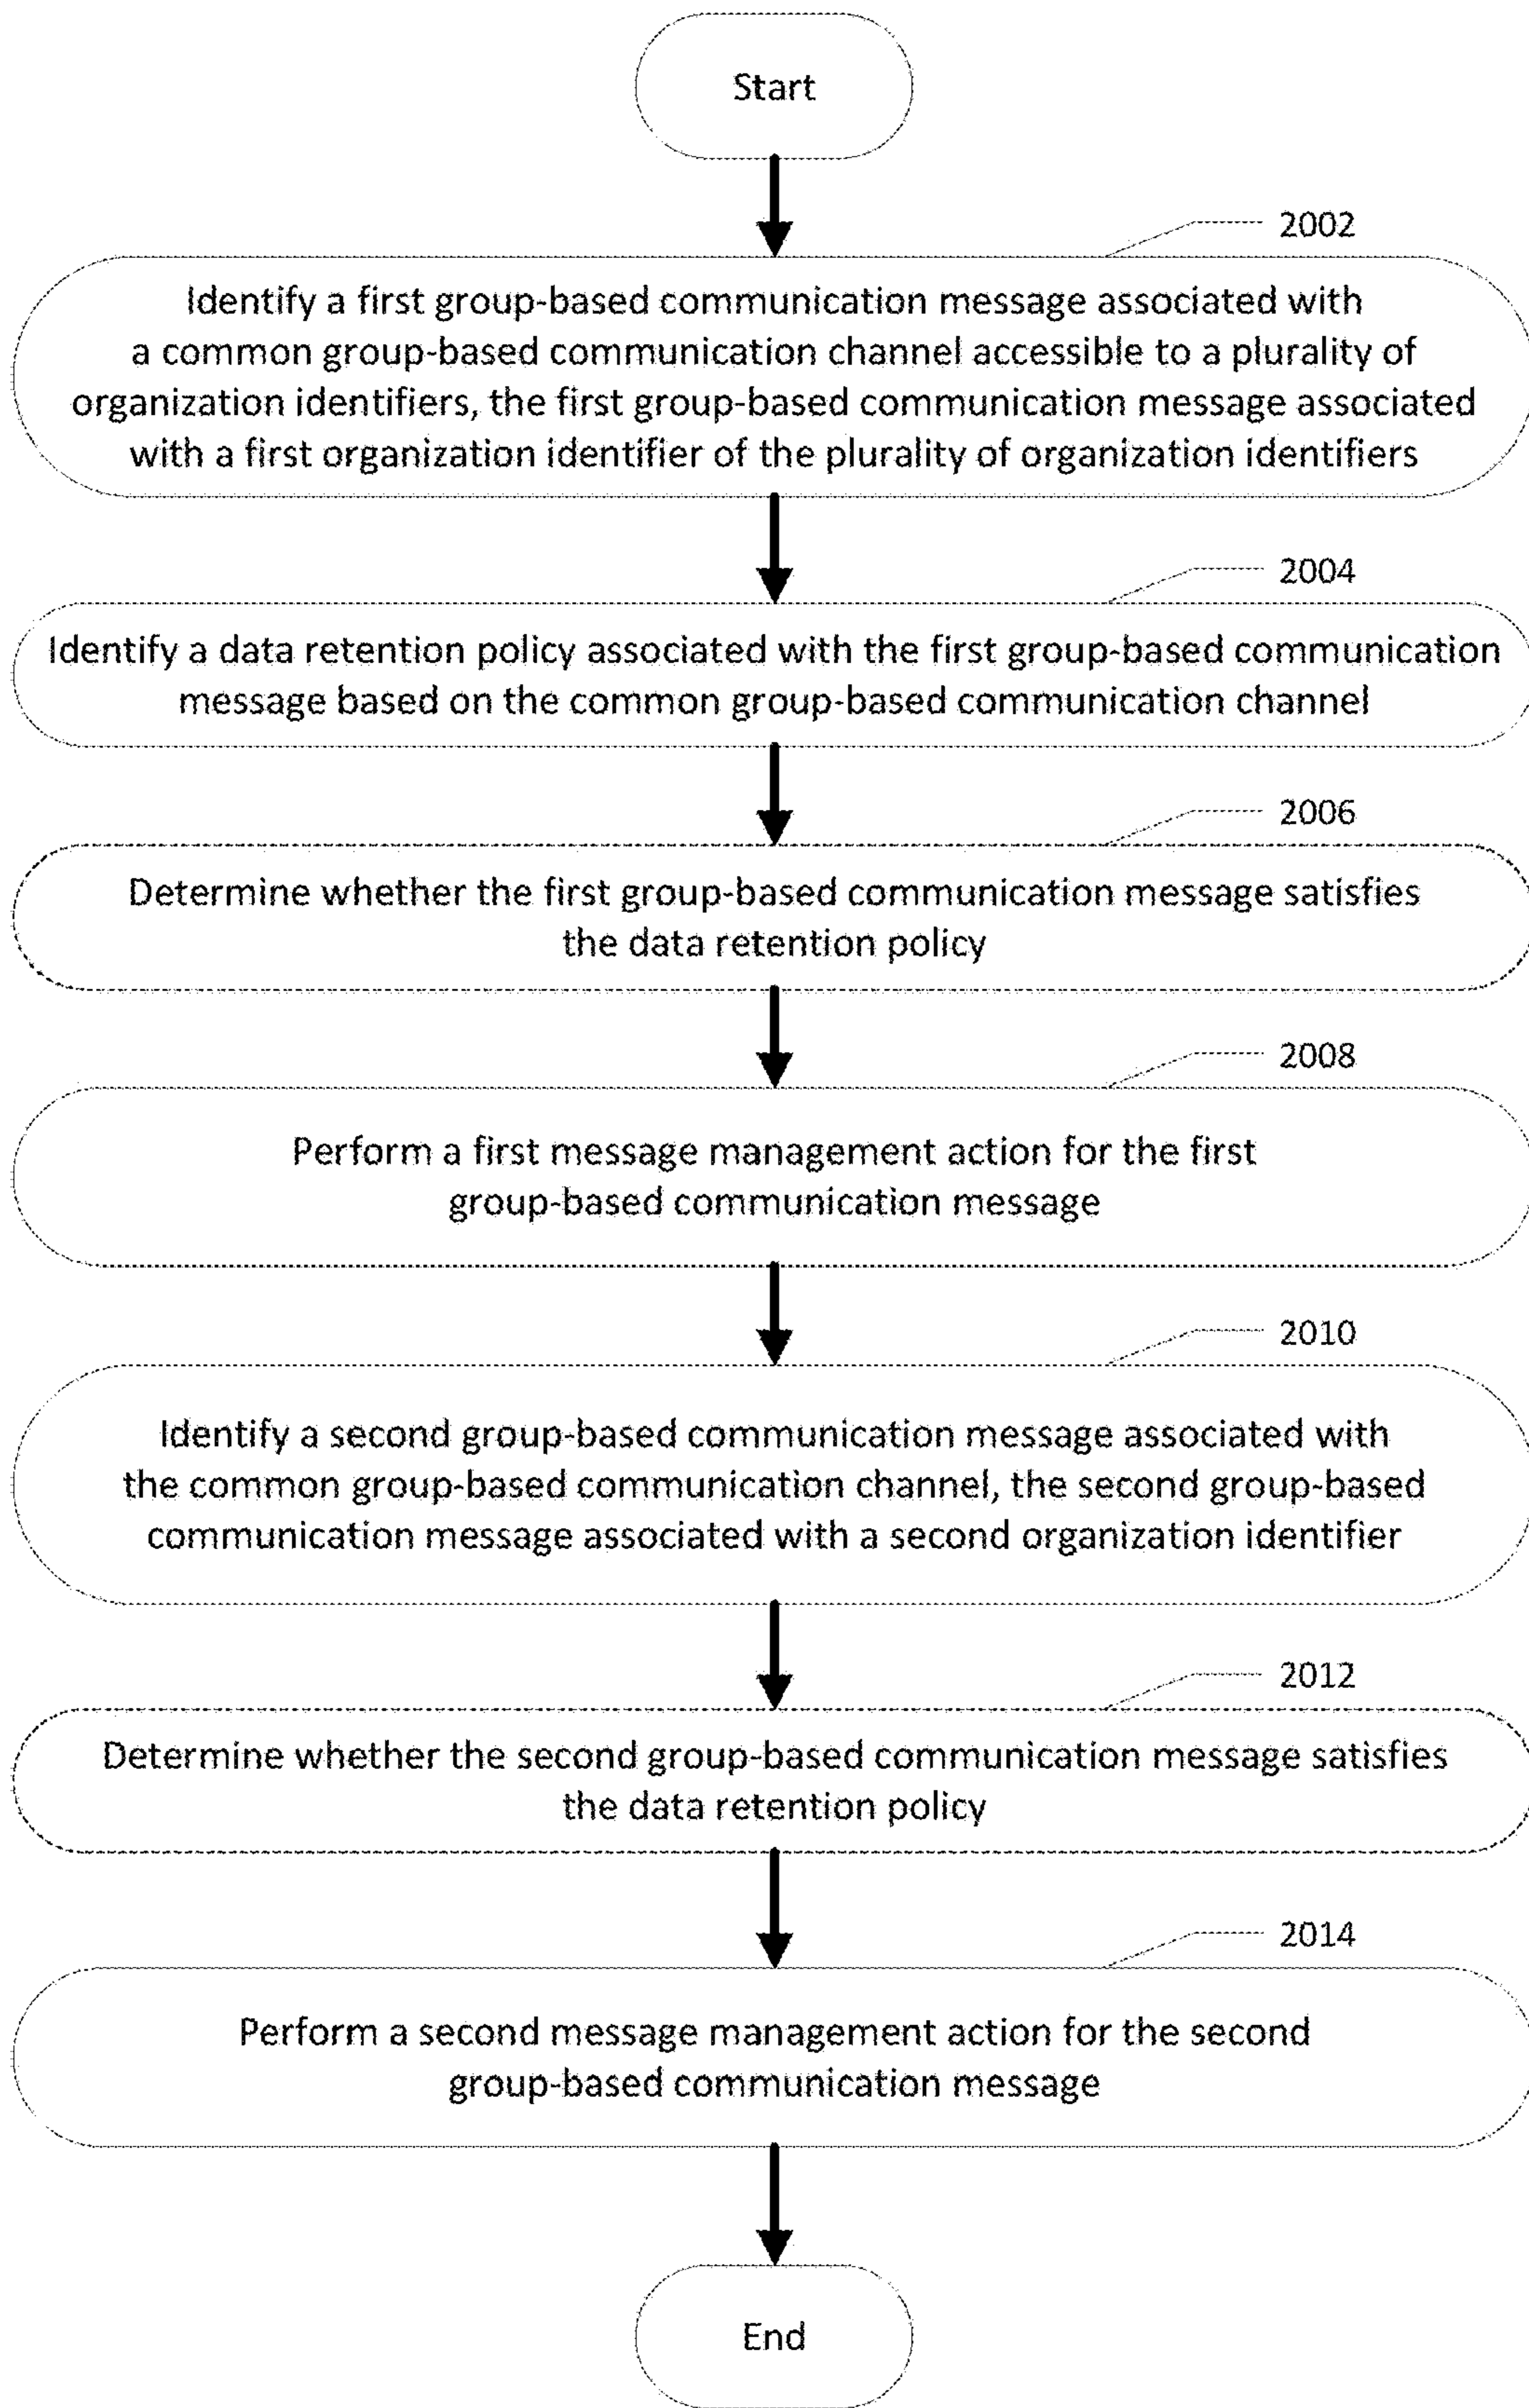 Start
2002
Identify a first group-based communication message associated with
a common group-based communication channel accessible to a plurality of
organization identifiers, the first group-based communication message associated
with a first organization identifier of the plurality of organization identifiers
2004
Identify a data retention policy associated with the first group-based communication
message based on the common group-based communication channel
2006
Determine whether the first group-based communication message satisfies
the data retention policy
2008
Perform a first message management action for the first
group-based communication message
2010
Identify a second group-based communication message associated with
the common group-based communication channel, the second group-based
communication message associated with a second organization identifier
2012
Determine whether the second group-based communication message satisfies
the data retention policy
2014
Perform a second message management action for the second
group-based communication message
End